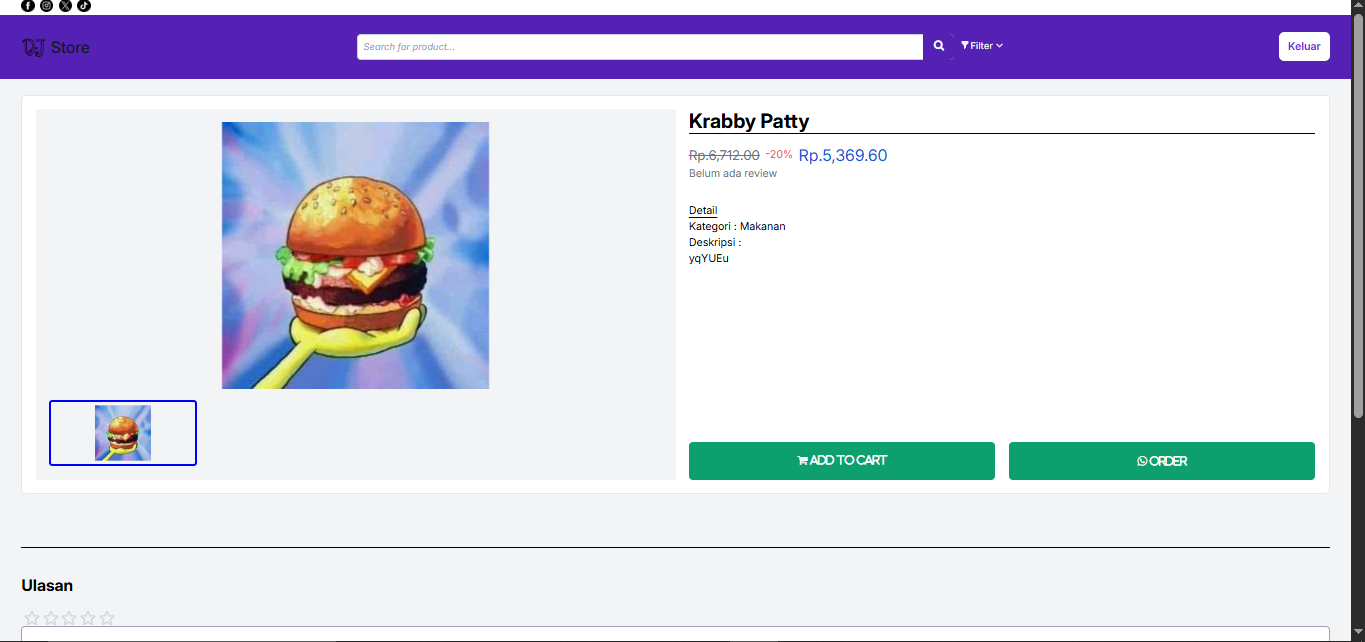 DJ Store
Search for product...
Filter
Keluar
Krabby Patty
Rp.6,712.00 -20% Rp.5,369.60
Belum ada review
Detail
Kategori : Makanan
Deskripsi :
yqYUEu
ADD TO CART
ORDER
Ulasan